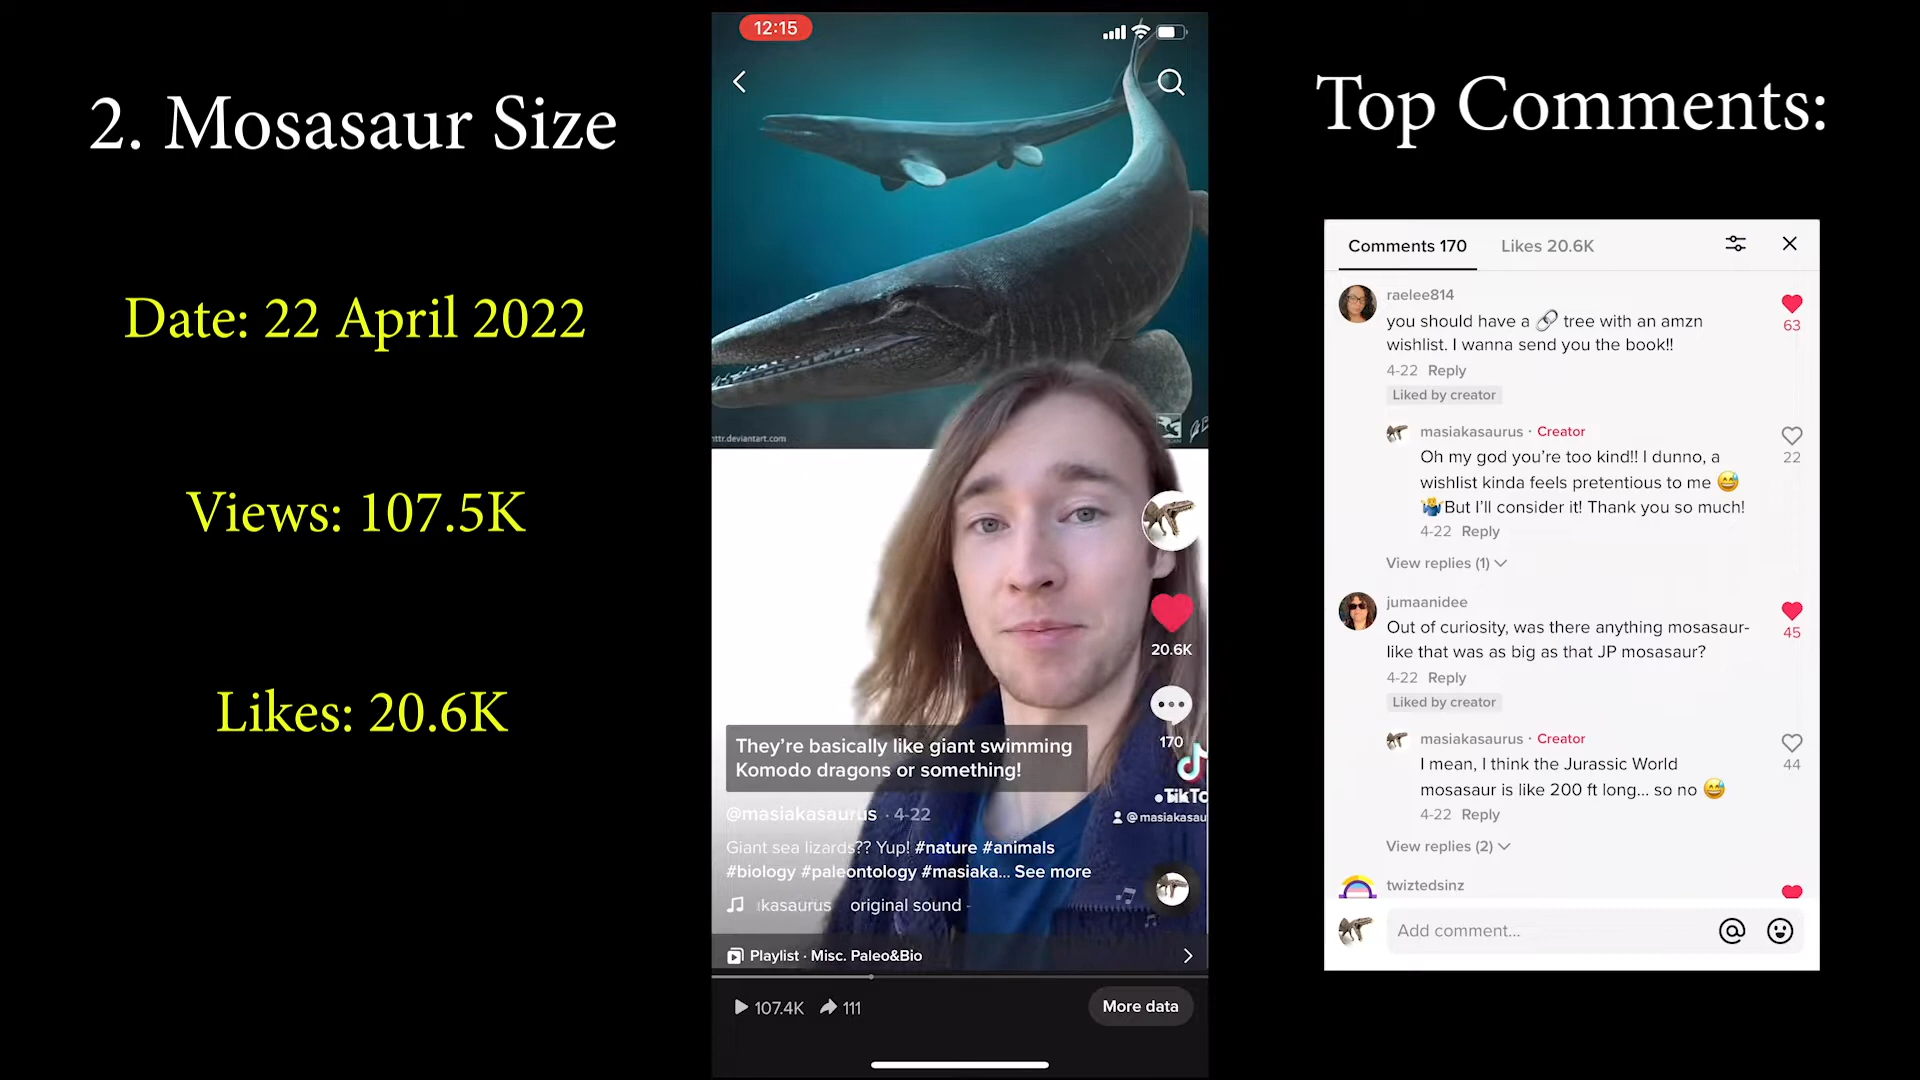 2. Mosasaur Size
Date: 22 April 2022
Views: 107.5K
Likes: 20.6K
12:15
nttr.deviantart.com
20.6K
170
They're basically like giant swimming
Komodo dragons or something!
TikTo
@masiakasau
@masiakasaurus · 4-22
Giant sea lizards?? Yup! #nature #animals
#biology #paleontology #masiaka... See more
kasaurus original sound -
Playlist · Misc. Paleo&Bio
107.4K 111
More data
Top Comments:
Comments 170 Likes 20.6K
raelee814
you should have a 🔗 tree with an amzn
wishlist. I wanna send you the book!!
63
4-22 Reply
Liked by creator
masiakasaurus · Creator
Oh my god you're too kind!! I dunno, a
wishlist kinda feels pretentious to me 😅
🤷‍♂️But I'll consider it! Thank you so much!
22
4-22 Reply
View replies (1)
jumaanidee
Out of curiosity, was there anything mosasaur-
like that was as big as that JP mosasaur?
45
4-22 Reply
Liked by creator
masiakasaurus · Creator
I mean, I think the Jurassic World
mosasaur is like 200 ft long... so no 😅
44
4-22 Reply
View replies (2)
twiztedsinz
Add comment...